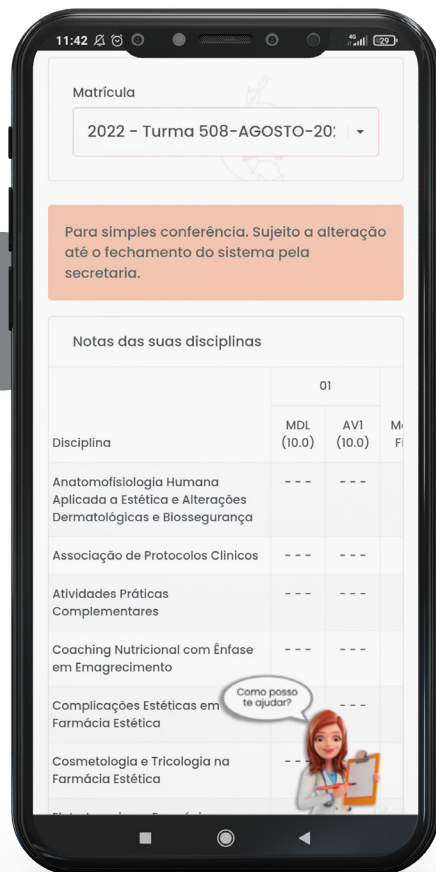 11:42
4G
29
Matrícula
2022 - Turma 508-AGOSTO-20
Para simples conferência. Sujeito a alteração
até o fechamento do sistema pela
secretaria.
Notas das suas disciplinas
01
Disciplina
MDL
(10.0)
AV1
(10.0)
Anatomofisiologia Humana
Aplicada a Estética e Alterações
Dermatológicas e Biossegurança
--- ---
Associação de Protocolos Clinicos --- ---
Atividades Práticas
Complementares
--- ---
Coaching Nutricional com Ênfase
em Emagrecimento
--- ---
Complicações Estéticas em
Farmácia Estética
---
Como posso
te ajudar?
Cosmetologia e Tricologia na
Farmácia Estética